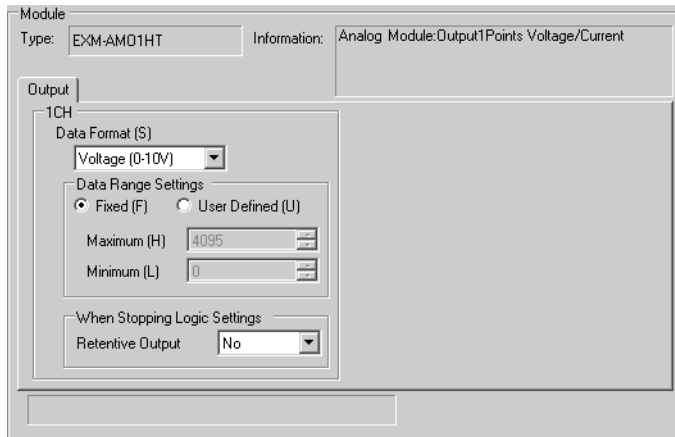 Module
Type: EXM-AMO1HT Information: Analog Module:Output1Points Voltage/Current
Output
1CH
Data Format (S)
Voltage (0-10V)
Data Range Settings
Fixed (F) User Defined (U)
Maximum (H) 4095
Minimum (L) 0
When Stopping Logic Settings
Retentive Output No